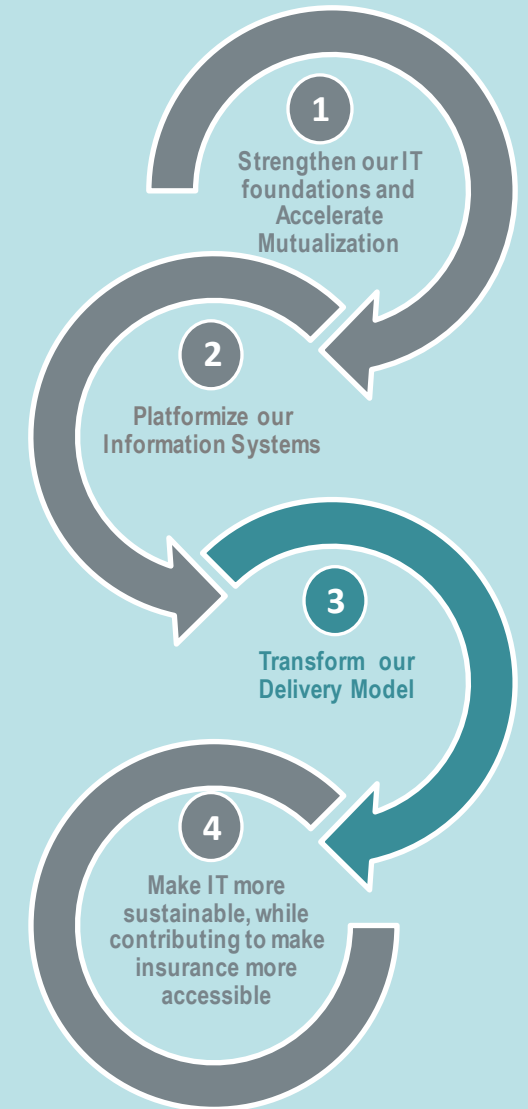 1
Strengthen our IT
foundations and
Accelerate
Mutualization
2
Platformize our
Information Systems
3
Transform our
Delivery Model
4
Make IT more
sustainable, while
contributing to make
insurance more
accessible